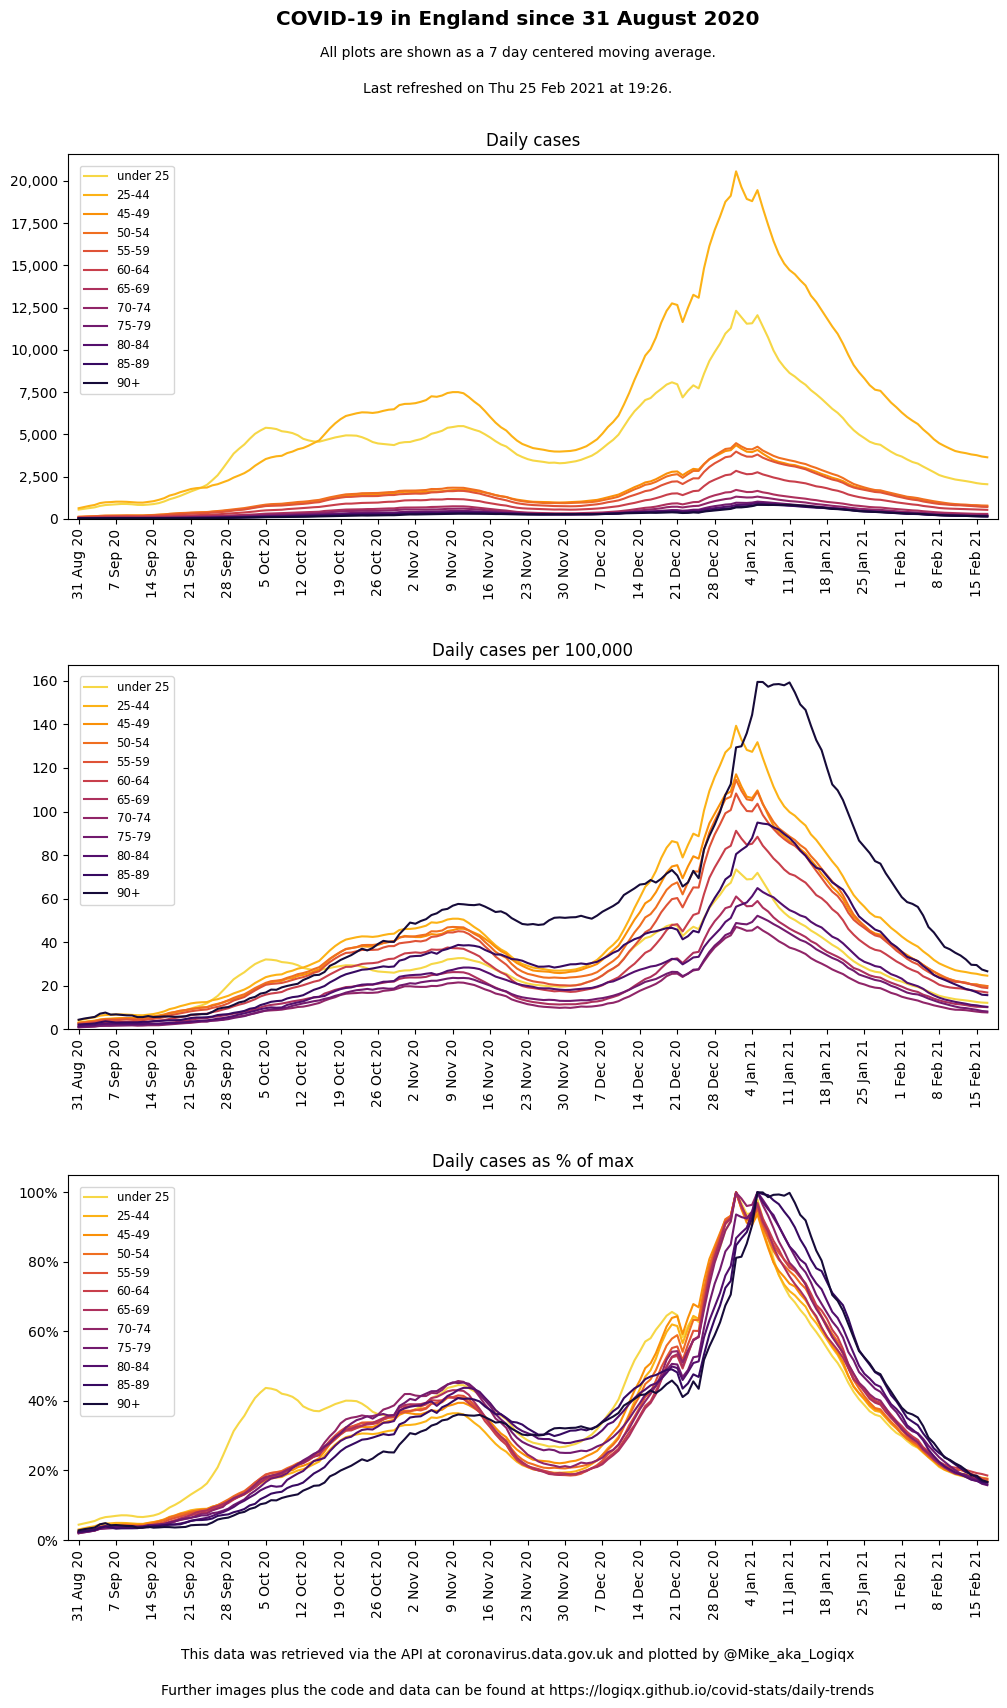 COVID-19 in England since 31 August 2020
All plots are shown as a 7 day centered moving average.
Last refreshed on Thu 25 Feb 2021 at 19:26.
Daily cases
20,000
17,500
15,000
12,500
10,000
7,500
5,000
2,500
0
under 25
25-44
45-49
50-54
55-59
60-64
65-69
70-74
75-79
80-84
85-89
90+
31 Aug 20
7 Sep 20
14 Sep 20
21 Sep 20
28 Sep 20
5 Oct 20
12 Oct 20
19 Oct 20
26 Oct 20
2 Nov 20
9 Nov 20
16 Nov 20
23 Nov 20
30 Nov 20
7 Dec 20
14 Dec 20
21 Dec 20
28 Dec 20
4 Jan 21
11 Jan 21
18 Jan 21
25 Jan 21
1 Feb 21
8 Feb 21
15 Feb 21
Daily cases per 100,000
160
140
120
100
80
60
40
20
0
under 25
25-44
45-49
50-54
55-59
60-64
65-69
70-74
75-79
80-84
85-89
90+
31 Aug 20
7 Sep 20
14 Sep 20
21 Sep 20
28 Sep 20
5 Oct 20
12 Oct 20
19 Oct 20
26 Oct 20
2 Nov 20
9 Nov 20
16 Nov 20
23 Nov 20
30 Nov 20
7 Dec 20
14 Dec 20
21 Dec 20
28 Dec 20
4 Jan 21
11 Jan 21
18 Jan 21
25 Jan 21
1 Feb 21
8 Feb 21
15 Feb 21
Daily cases as % of max
100%
80%
60%
40%
20%
0%
under 25
25-44
45-49
50-54
55-59
60-64
65-69
70-74
75-79
80-84
85-89
90+
31 Aug 20
7 Sep 20
14 Sep 20
21 Sep 20
28 Sep 20
5 Oct 20
12 Oct 20
19 Oct 20
26 Oct 20
2 Nov 20
9 Nov 20
16 Nov 20
23 Nov 20
30 Nov 20
7 Dec 20
14 Dec 20
21 Dec 20
28 Dec 20
4 Jan 21
11 Jan 21
18 Jan 21
25 Jan 21
1 Feb 21
8 Feb 21
15 Feb 21
This data was retrieved via the API at coronavirus.data.gov.uk and plotted by @Mike_aka_Logiqx
Further images plus the code and data can be found at https://logiqx.github.io/covid-stats/daily-trends